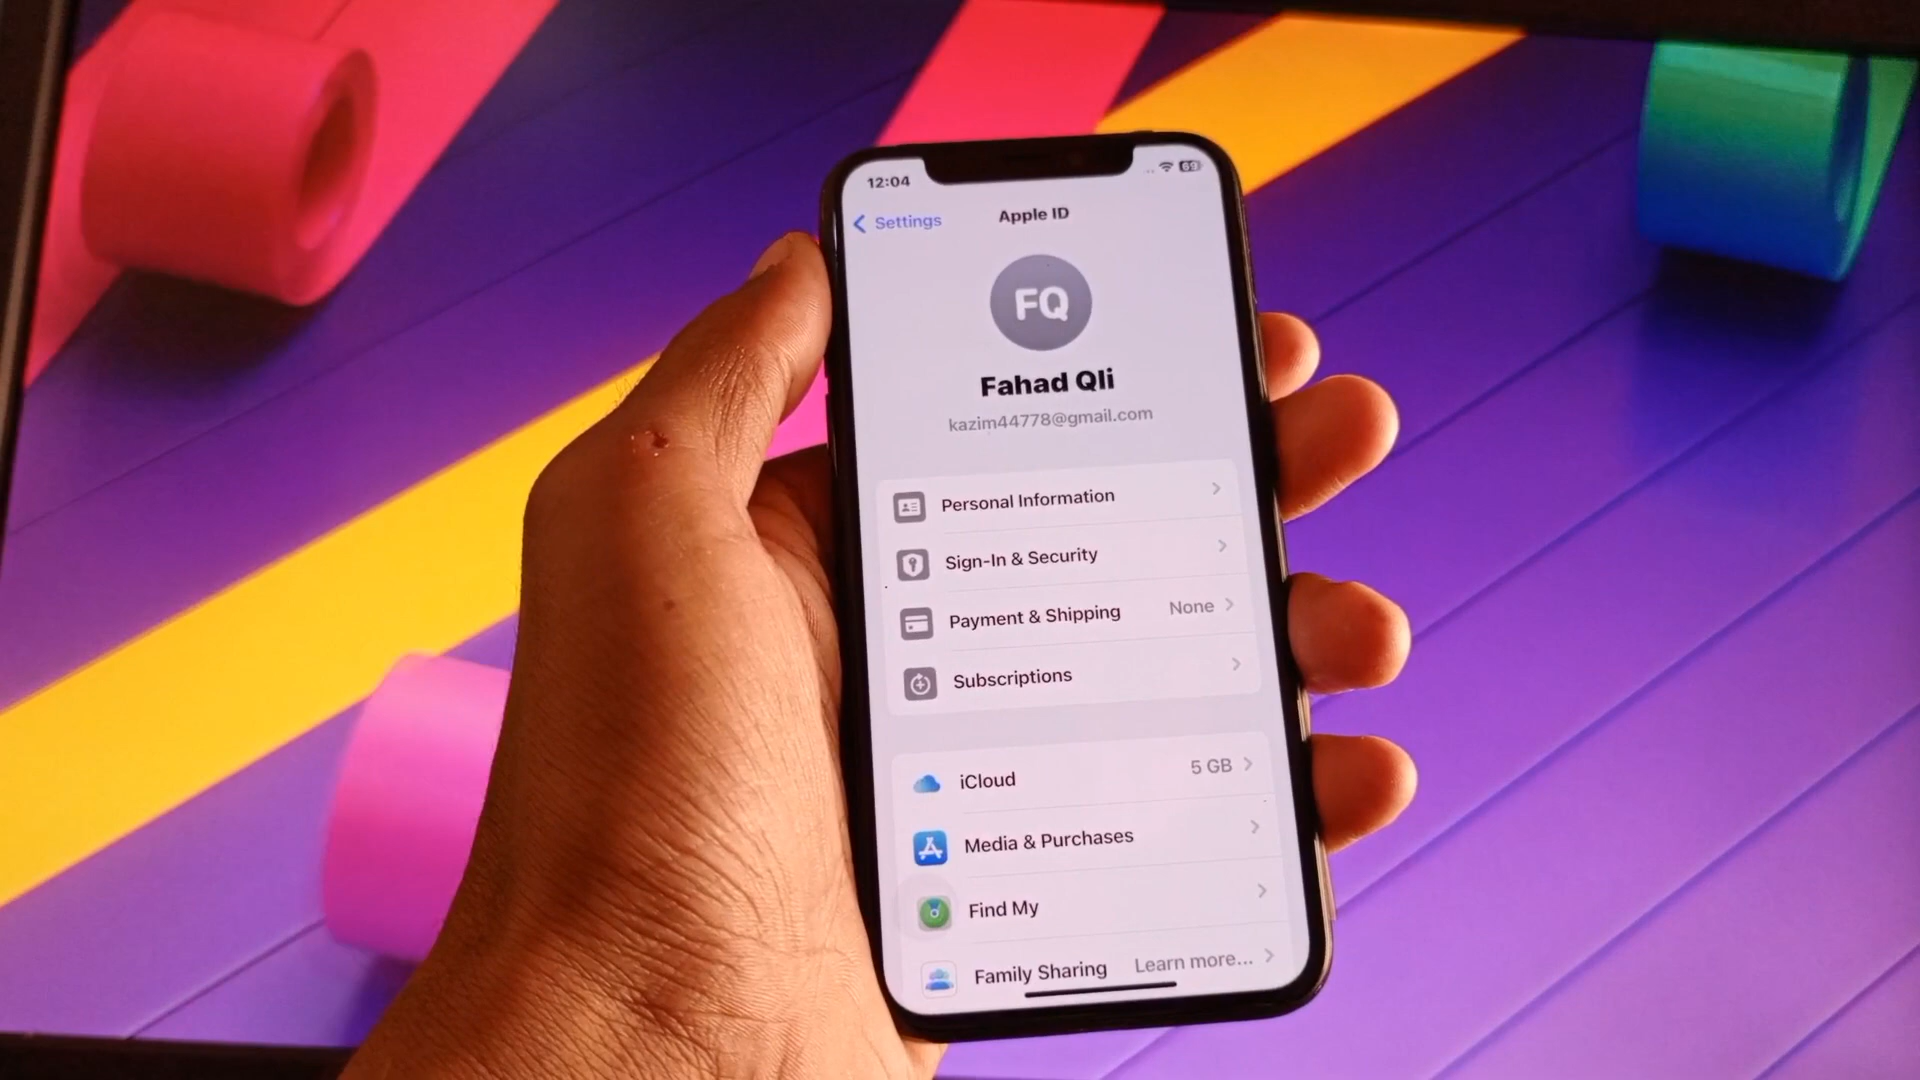 12:04
69
Settings
Apple ID
FQ
Fahad Qli
kazim44778@gmail.com
Personal Information
Sign-In & Security
Payment & Shipping None
Subscriptions
iCloud 5 GB
Media & Purchases
Find My
Family Sharing Learn more...